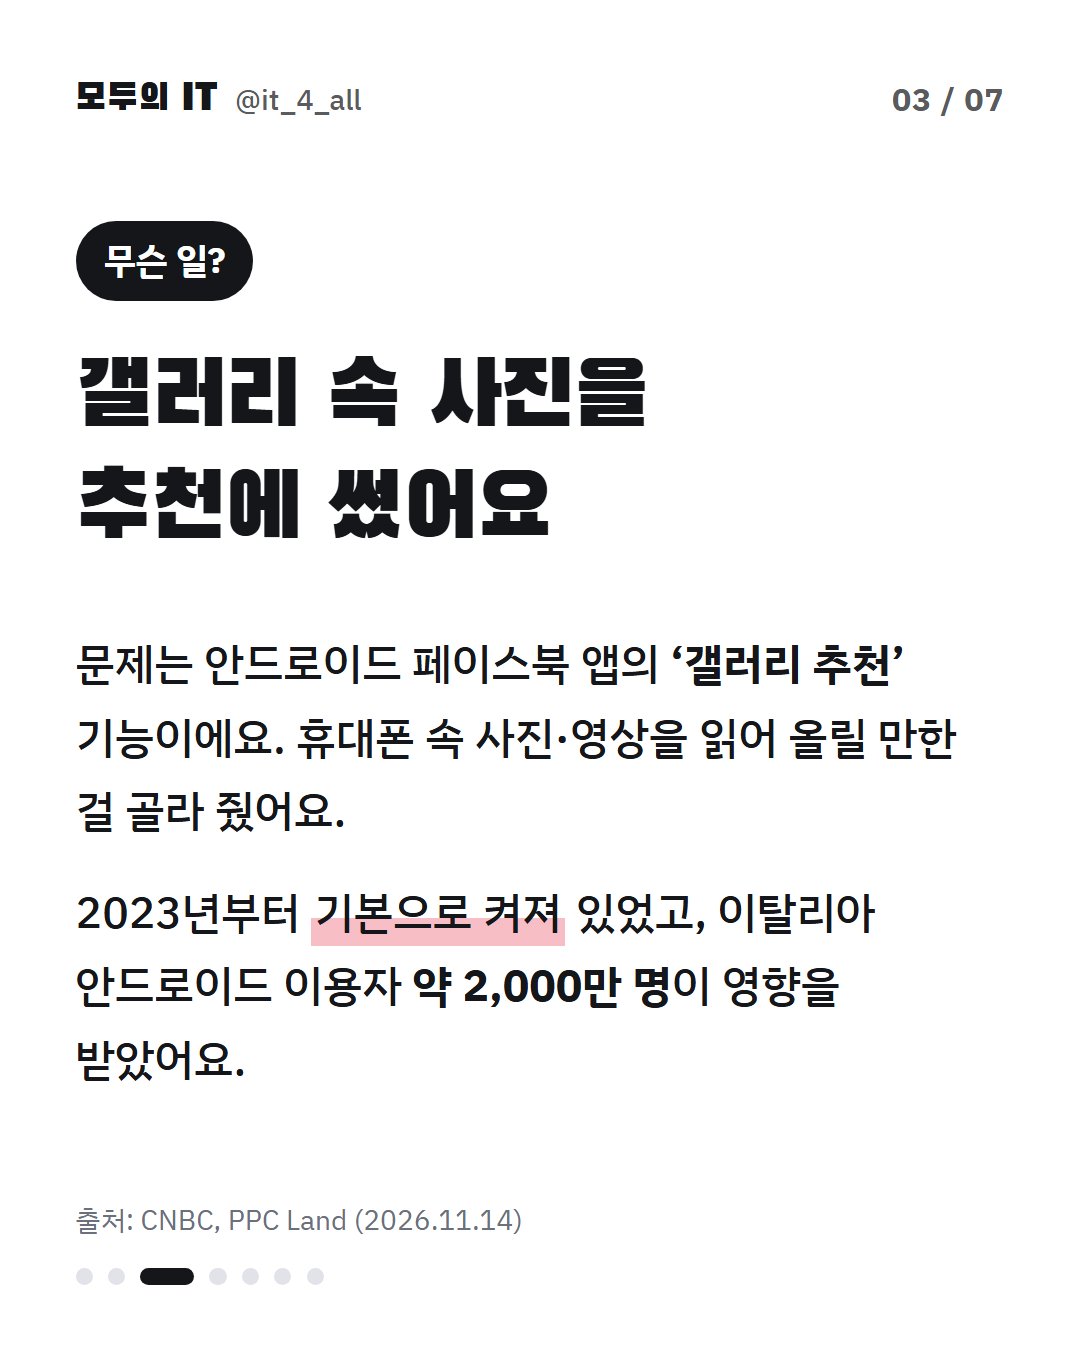 모두의 IT @it_4_all
03 / 07
무슨 일?
갤러리 속 사진을
추천에 썼어요
문제는 안드로이드 페이스북 앱의 ‘갤러리 추천’
기능이에요. 휴대폰 속 사진·영상을 읽어 올릴 만한
걸 골라 줬어요.
2023년부터 기본으로 켜져 있었고, 이탈리아
안드로이드 이용자 약 2,000만 명이 영향을
받았어요.
출처: CNBC, PPC Land (2026.11.14)